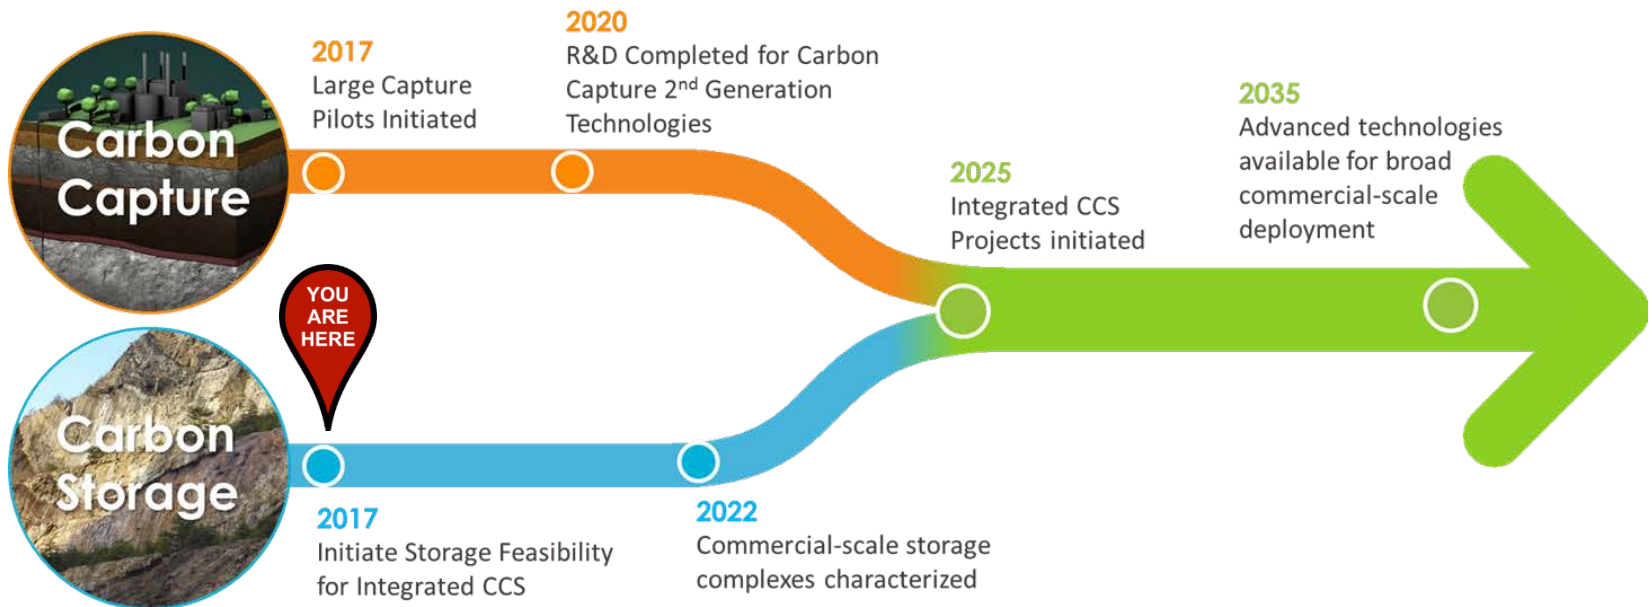 Carbon
Capture
2017
Large Capture
Pilots Initiated
2020
R&D Completed for Carbon
Capture 2nd Generation
Technologies
2025
Integrated CCS
Projects initiated
2035
Advanced technologies
available for broad
commercial-scale
deployment
YOU
ARE
HERE
Carbon
Storage
2017
Initiate Storage Feasibility
for Integrated CCS
2022
Commercial-scale storage
complexes characterized